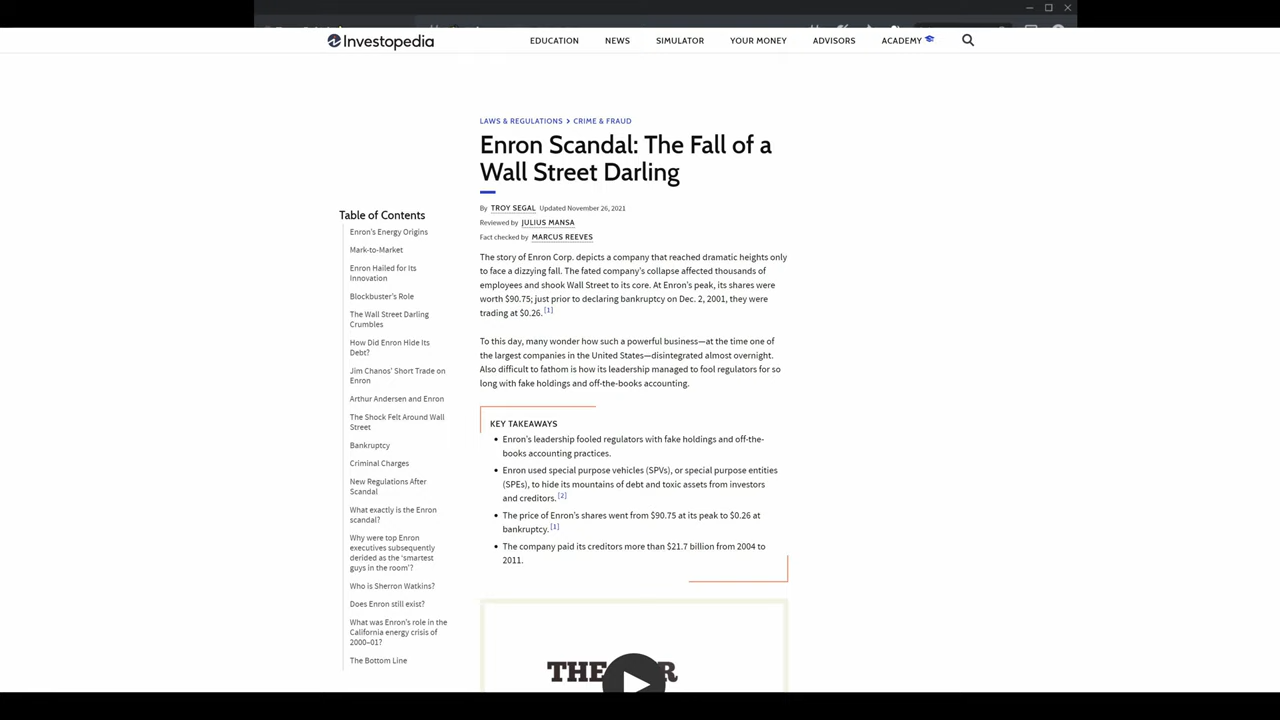 Investopedia
EDUCATION NEWS SIMULATOR YOUR MONEY ADVISORS ACADEMY
LAWS & REGULATIONS > CRIME & FRAUD
Enron Scandal: The Fall of a
Wall Street Darling
By TROY SEGAL Updated November 26, 2021
Reviewed by JULIUS MANSA
Fact checked by MARCUS REEVES
Table of Contents
Enron's Energy Origins
Mark-to-Market
Enron Hailed for Its
Innovation
Blockbuster's Role
The Wall Street Darling
Crumbles
How Did Enron Hide Its
Debt?
Jim Chanos' Short Trade on
Enron
Arthur Andersen and Enron
The Shock Felt Around Wall
Street
Bankruptcy
Criminal Charges
New Regulations After
Scandal
What exactly is the Enron
scandal?
Why were top Enron
executives subsequently
derided as the 'smartest
guys in the room'?
Who is Sherron Watkins?
Does Enron still exist?
What was Enron's role in the
California energy crisis of
2000–01?
The Bottom Line
The story of Enron Corp. depicts a company that reached dramatic heights only
to face a dizzying fall. The fated company's collapse affected thousands of
employees and shook Wall Street to its core. At Enron's peak, its shares were
worth $90.75; just prior to declaring bankruptcy on Dec. 2, 2001, they were
trading at $0.26. [1]
To this day, many wonder how such a powerful business—at the time one of
the largest companies in the United States—disintegrated almost overnight.
Also difficult to fathom is how its leadership managed to fool regulators for so
long with fake holdings and off-the-books accounting.
KEY TAKEAWAYS
• Enron's leadership fooled regulators with fake holdings and off-the-
books accounting practices.
• Enron used special purpose vehicles (SPVs), or special purpose entities
(SPEs), to hide its mountains of debt and toxic assets from investors
and creditors. [2]
• The price of Enron's shares went from $90.75 at its peak to $0.26 at
bankruptcy. [1]
• The company paid its creditors more than $21.7 billion from 2004 to
2011.